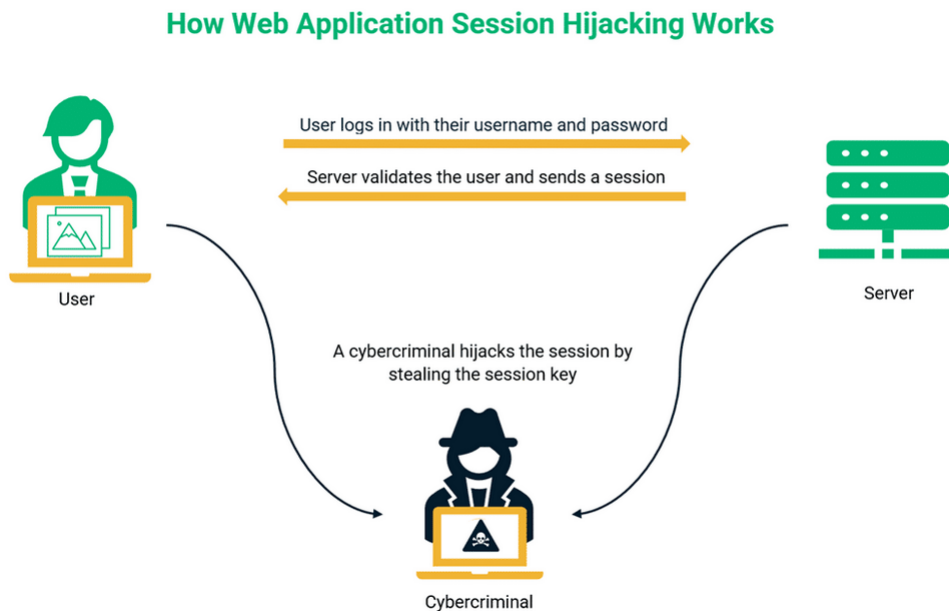 How Web Application Session Hijacking Works
User logs in with their username and password
Server validates the user and sends a session
User
Server
A cybercriminal hijacks the session by
stealing the session key
Cybercriminal